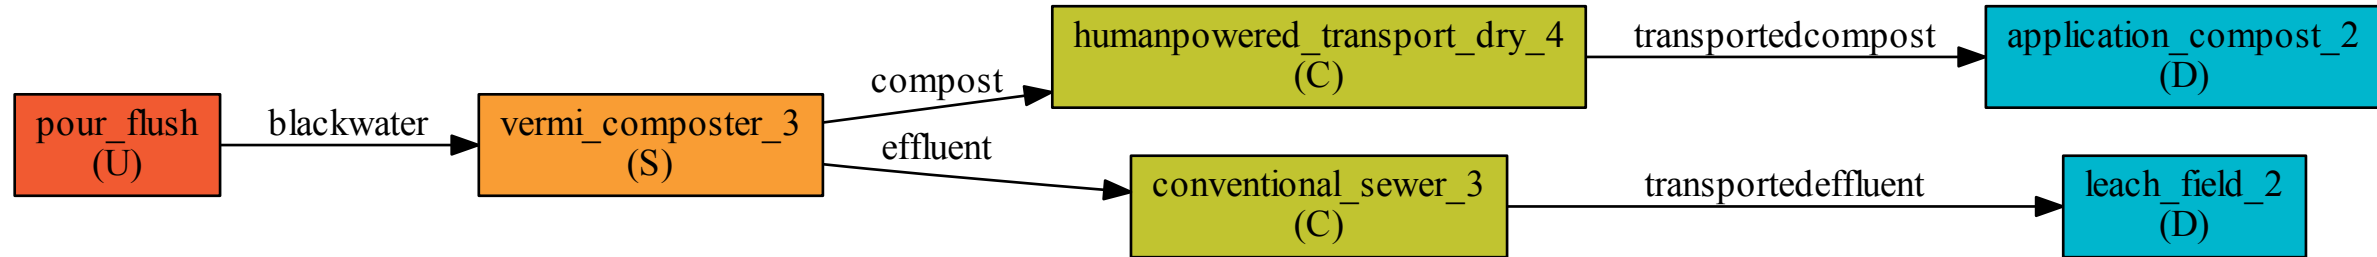 pour_flush
(U)
blackwater
vermi_composter_3
(S)
compost
effluent
humanpowered_transport_dry_4
(C)
conventional_sewer_3
(C)
transportedcompost
transportedeffluent
application_compost_2
(D)
leach_field_2
(D)